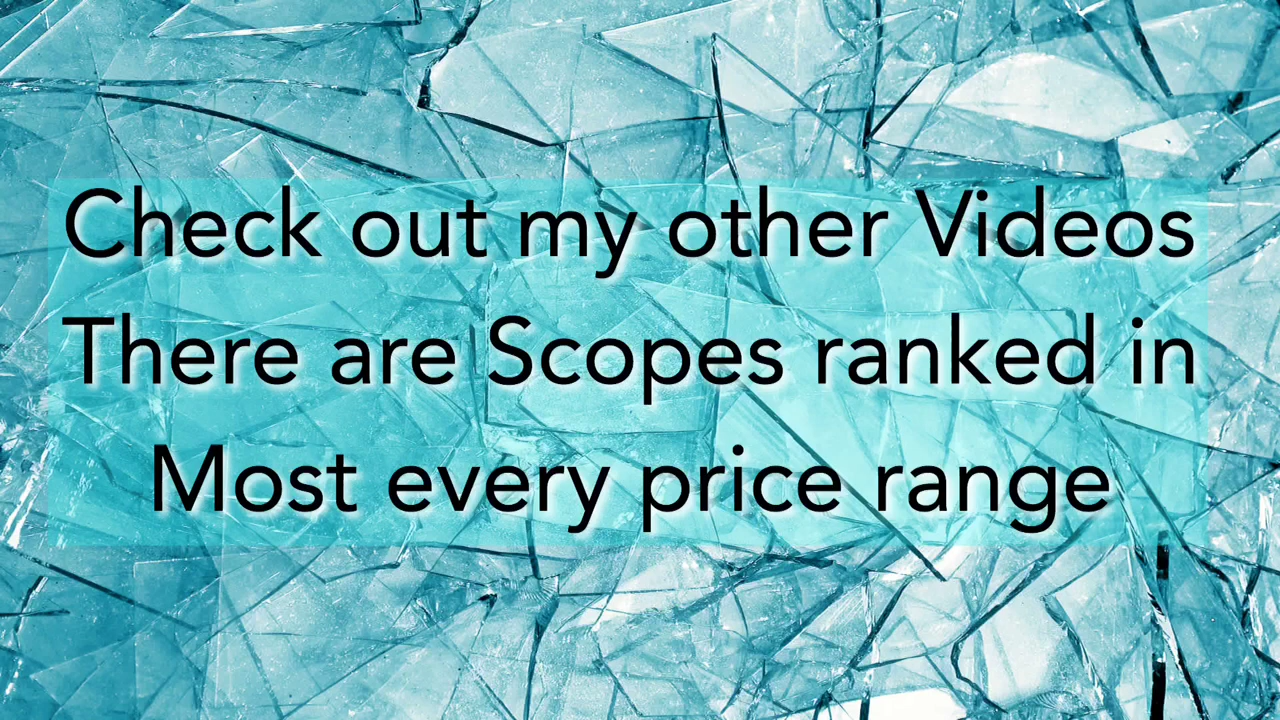 Check out my other Videos
There are Scopes ranked in
Most every price range